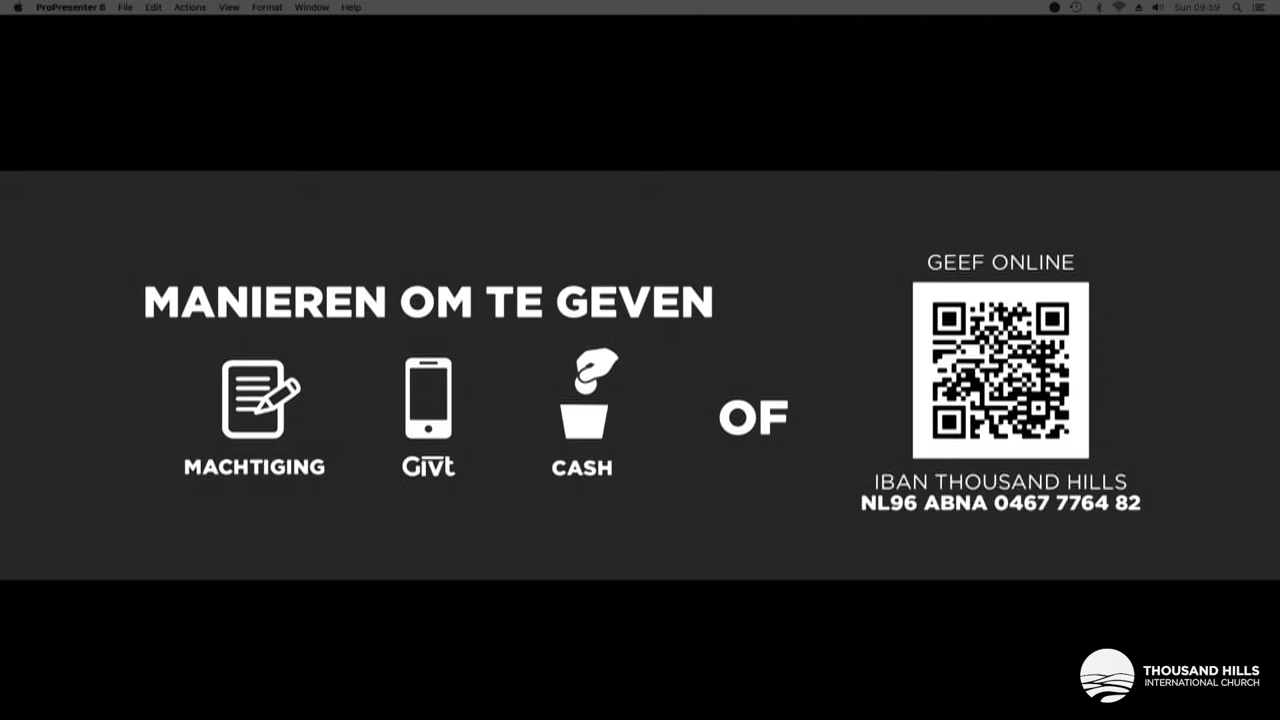 ProPresenter 6 File Edit Actions View Format Window Help Sun 09:59
GEEF ONLINE
MANIEREN OM TE GEVEN
OF
MACHTIGING Givt CASH
IBAN THOUSAND HILLS
NL96 ABNA 0467 7764 82
THOUSAND HILLS
INTERNATIONAL CHURCH